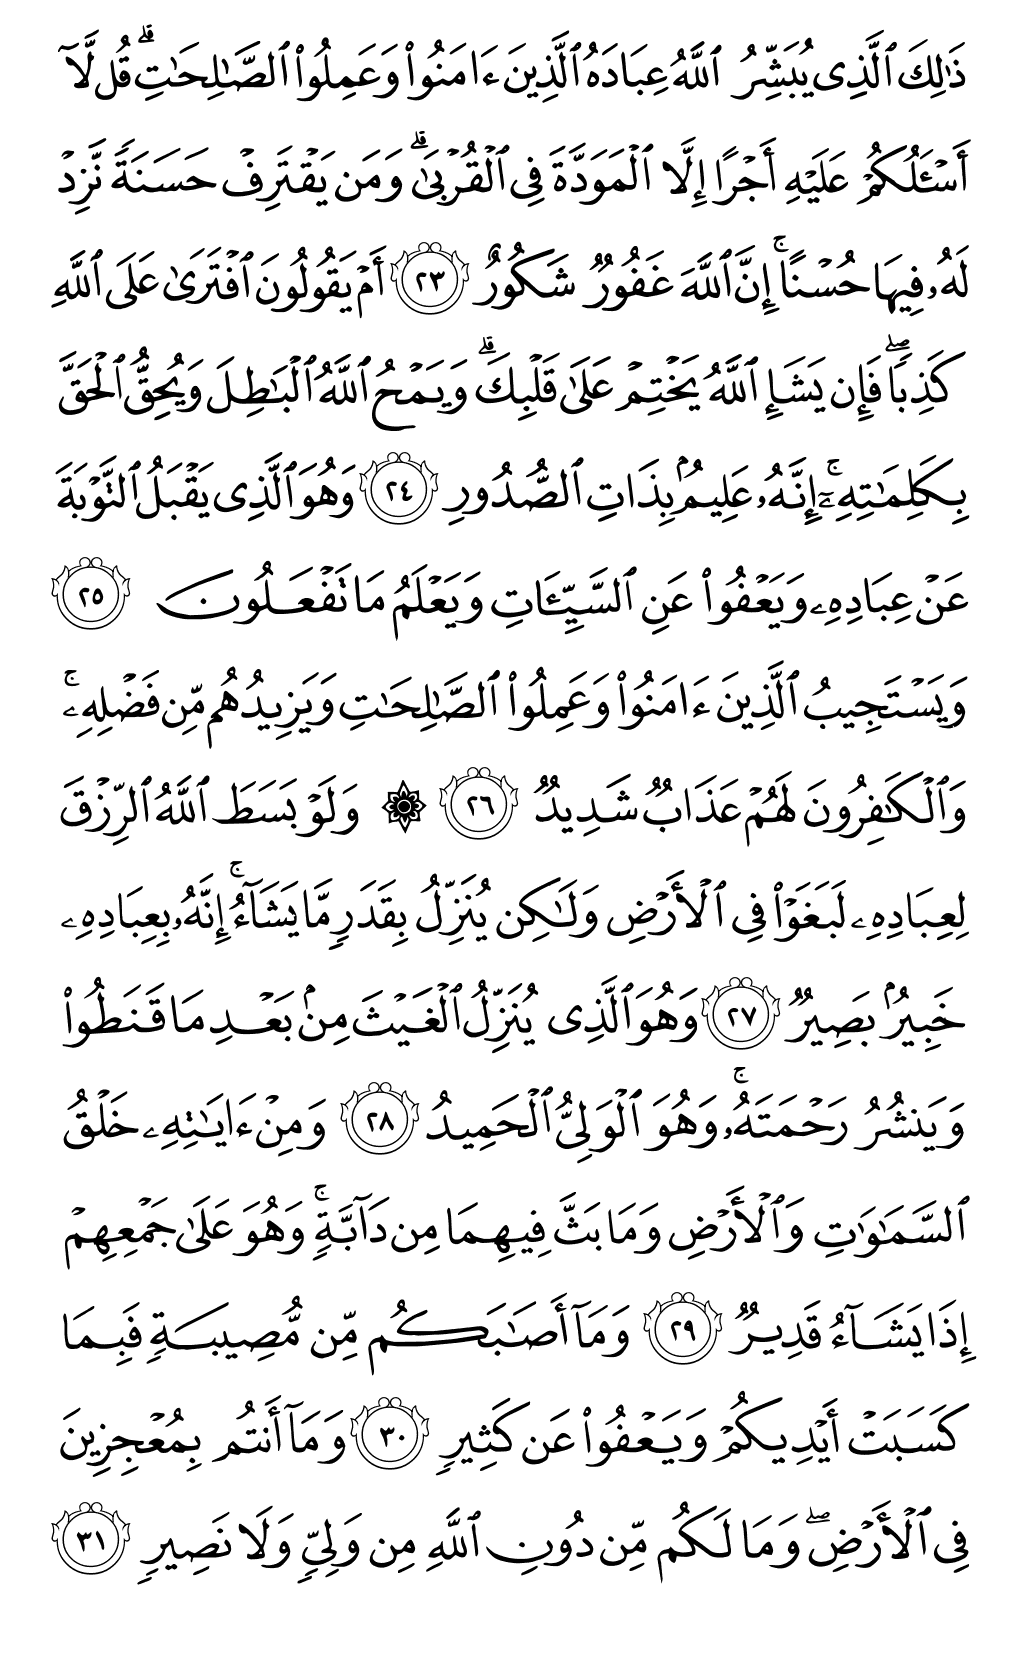 ذَٰلِكَ ٱلَّذِى يُبَشِّرُ ٱللَّهُ عِبَادَهُ ٱلَّذِينَ ءَامَنُوا۟ وَعَمِلُوا۟ ٱلصَّـٰلِحَـٰتِ ۗ قُل لَّآ
أَسْـَٔلُكُمْ عَلَيْهِ أَجْرًا إِلَّا ٱلْمَوَدَّةَ فِى ٱلْقُرْبَىٰ ۗ وَمَن يَقْتَرِفْ حَسَنَةً نَّزِدْ
لَهُۥ فِيهَا حُسْنًا ۚ إِنَّ ٱللَّهَ غَفُورٌ شَكُورٌ ٢٣ أَمْ يَقُولُونَ ٱفْتَرَىٰ عَلَى ٱللَّهِ
كَذِبًا ۖ فَإِن يَشَإِ ٱللَّهُ يَخْتِمْ عَلَىٰ قَلْبِكَ ۗ وَيَمْحُ ٱللَّهُ ٱلْبَـٰطِلَ وَيُحِقُّ ٱلْحَقَّ
بِكَلِمَـٰتِهِۦٓ ۚ إِنَّهُۥ عَلِيمٌۢ بِذَاتِ ٱلصُّدُورِ ٢٤ وَهُوَ ٱلَّذِى يَقْبَلُ ٱلتَّوْبَةَ
عَنْ عِبَادِهِۦ وَيَعْفُوا۟ عَنِ ٱلسَّيِّـَٔاتِ وَيَعْلَمُ مَا تَفْعَلُونَ ٢٥
وَيَسْتَجِيبُ ٱلَّذِينَ ءَامَنُوا۟ وَعَمِلُوا۟ ٱلصَّـٰلِحَـٰتِ وَيَزِيدُهُم مِّن فَضْلِهِۦ ۚ
وَٱلْكَـٰفِرُونَ لَهُمْ عَذَابٌ شَدِيدٌ ٢٦ ۞ وَلَوْ بَسَطَ ٱللَّهُ ٱلرِّزْقَ
لِعِبَادِهِۦ لَبَغَوْا۟ فِى ٱلْأَرْضِ وَلَـٰكِن يُنَزِّلُ بِقَدَرٍ مَّا يَشَآءُ ۚ إِنَّهُۥ بِعِبَادِهِۦ
خَبِيرٌۢ بَصِيرٌ ٢٧ وَهُوَ ٱلَّذِى يُنَزِّلُ ٱلْغَيْثَ مِنۢ بَعْدِ مَا قَنَطُوا۟
وَيَنشُرُ رَحْمَتَهُۥ ۚ وَهُوَ ٱلْوَلِىُّ ٱلْحَمِيدُ ٢٨ وَمِنْ ءَايَـٰتِهِۦ خَلْقُ
ٱلسَّمَـٰوَٰتِ وَٱلْأَرْضِ وَمَا بَثَّ فِيهِمَا مِن دَآبَّةٍ ۚ وَهُوَ عَلَىٰ جَمْعِهِمْ
إِذَا يَشَآءُ قَدِيرٌ ٢٩ وَمَآ أَصَـٰبَكُم مِّن مُّصِيبَةٍ فَبِمَا
كَسَبَتْ أَيْدِيكُمْ وَيَعْفُوا۟ عَن كَثِيرٍ ٣٠ وَمَآ أَنتُم بِمُعْجِزِينَ
فِى ٱلْأَرْضِ ۖ وَمَا لَكُم مِّن دُونِ ٱللَّهِ مِن وَلِىٍّ وَلَا نَصِيرٍ ٣١